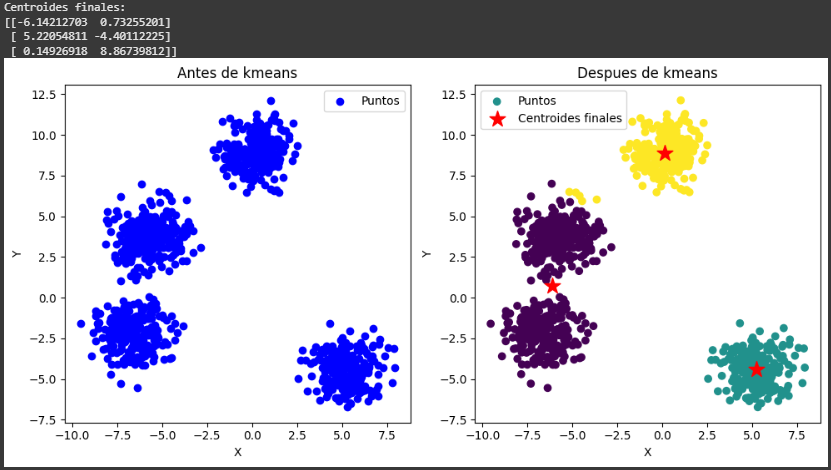 Centroides finales:
[[-6.14212703  0.73255201]
 [ 5.22054811 -4.40112225]
 [ 0.14926918  8.86739812]]
Antes de kmeans
Puntos
12.5
10.0
7.5
5.0
2.5
0.0
−2.5
−5.0
−7.5
Y
−10.0 −7.5 −5.0 −2.5 0.0 2.5 5.0 7.5
X
Despues de kmeans
Puntos
Centroides finales
12.5
10.0
7.5
5.0
2.5
0.0
−2.5
−5.0
−7.5
Y
−10.0 −7.5 −5.0 −2.5 0.0 2.5 5.0 7.5
X